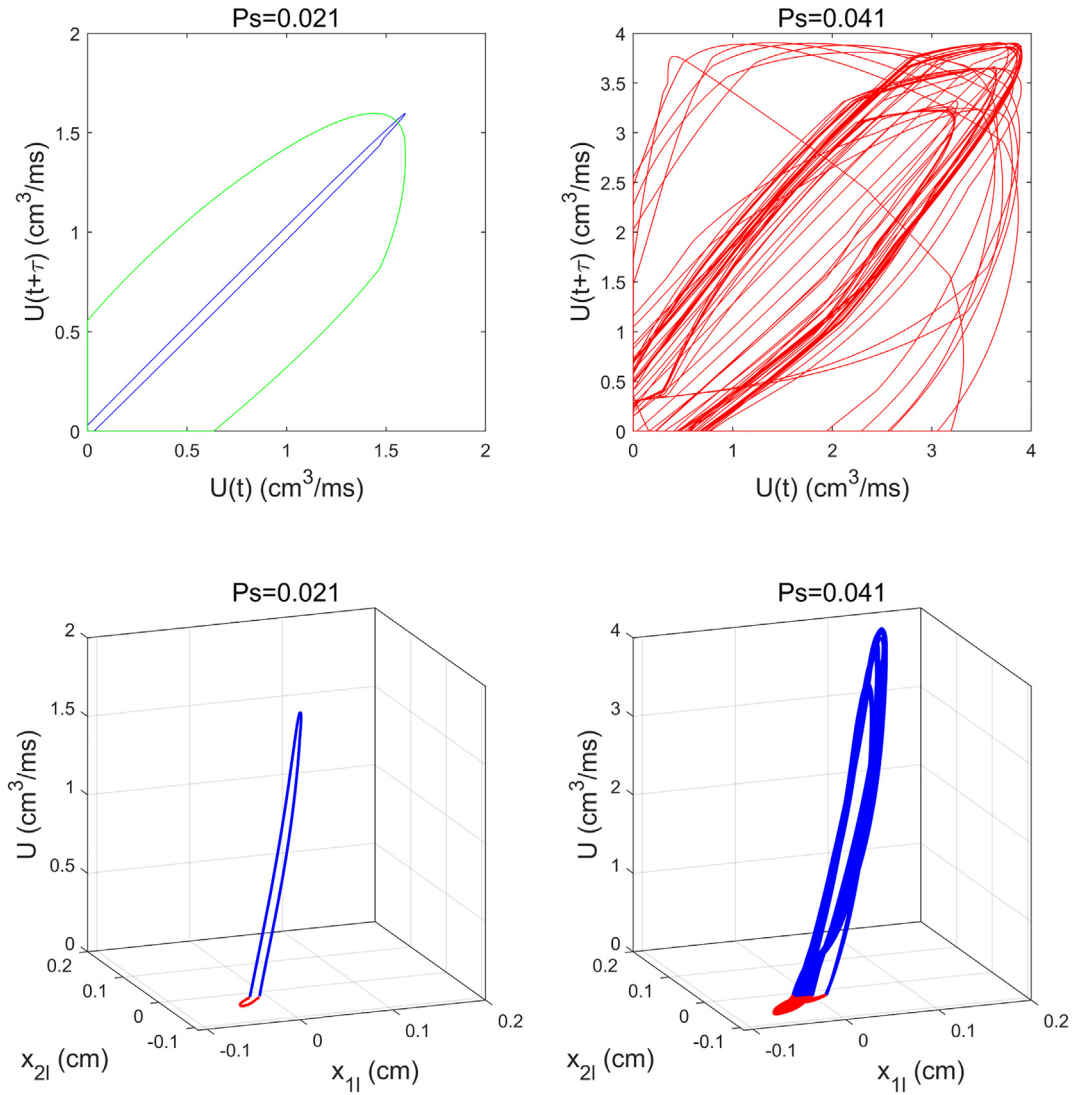 Ps=0.021
2
1.5
1
0.5
0
U(t+τ) (cm³/ms)
0 0.5 1 1.5 2
U(t) (cm³/ms)
Ps=0.041
4
3.5
3
2.5
2
1.5
1
0.5
0
U(t+τ) (cm³/ms)
0 1 2 3 4
U(t) (cm³/ms)
Ps=0.021
2
1.5
1
0.5
0
U (cm³/ms)
0.2
0.1
0
-0.1
x₂ₗ (cm)
-0.1 0 0.1 0.2
x₁ₗ (cm)
Ps=0.041
4
3
2
1
0
U (cm³/ms)
0.2
0.1
0
-0.1
x₂ₗ (cm)
-0.1 0 0.1 0.2
x₁ₗ (cm)